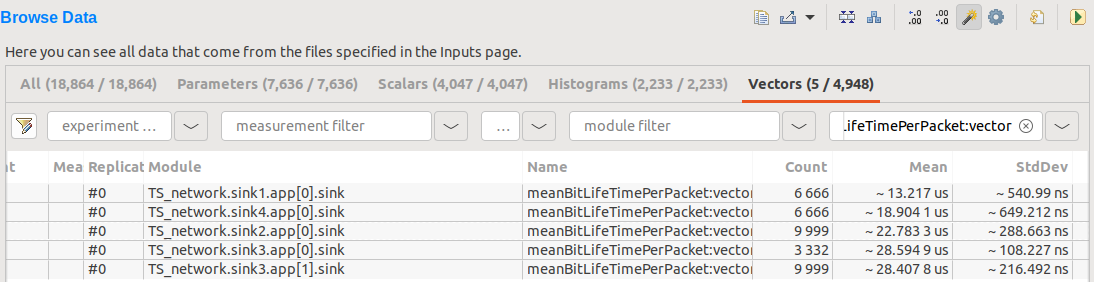 Browse Data
Here you can see all data that come from the files specified in the Inputs page.
All (18,864 / 18,864) Parameters (7,636 / 7,636) Scalars (4,047 / 4,047) Histograms (2,233 / 2,233) Vectors (5 / 4,948)
experiment ... measurement filter ... module filter .ifeTimePerPacket:vector
t Mea Replicat Module Name Count Mean StdDev
#0 TS_network.sink1.app[0].sink meanBitLifeTimePerPacket:vector 6 666 ~ 13.217 us ~ 540.99 ns
#0 TS_network.sink4.app[0].sink meanBitLifeTimePerPacket:vector 6 666 ~ 18.904 1 us ~ 649.212 ns
#0 TS_network.sink2.app[0].sink meanBitLifeTimePerPacket:vector 9 999 ~ 22.783 3 us ~ 288.663 ns
#0 TS_network.sink3.app[0].sink meanBitLifeTimePerPacket:vector 3 332 ~ 28.594 9 us ~ 108.227 ns
#0 TS_network.sink3.app[1].sink meanBitLifeTimePerPacket:vector 9 999 ~ 28.407 8 us ~ 216.492 ns